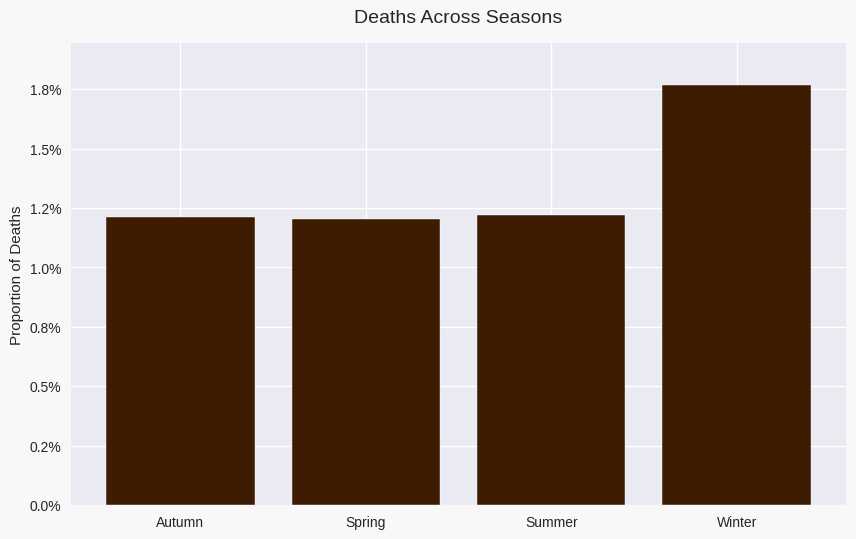 Deaths Across Seasons
Proportion of Deaths
1.8%
1.5%
1.2%
1.0%
0.8%
0.5%
0.2%
0.0%
Autumn Spring Summer Winter